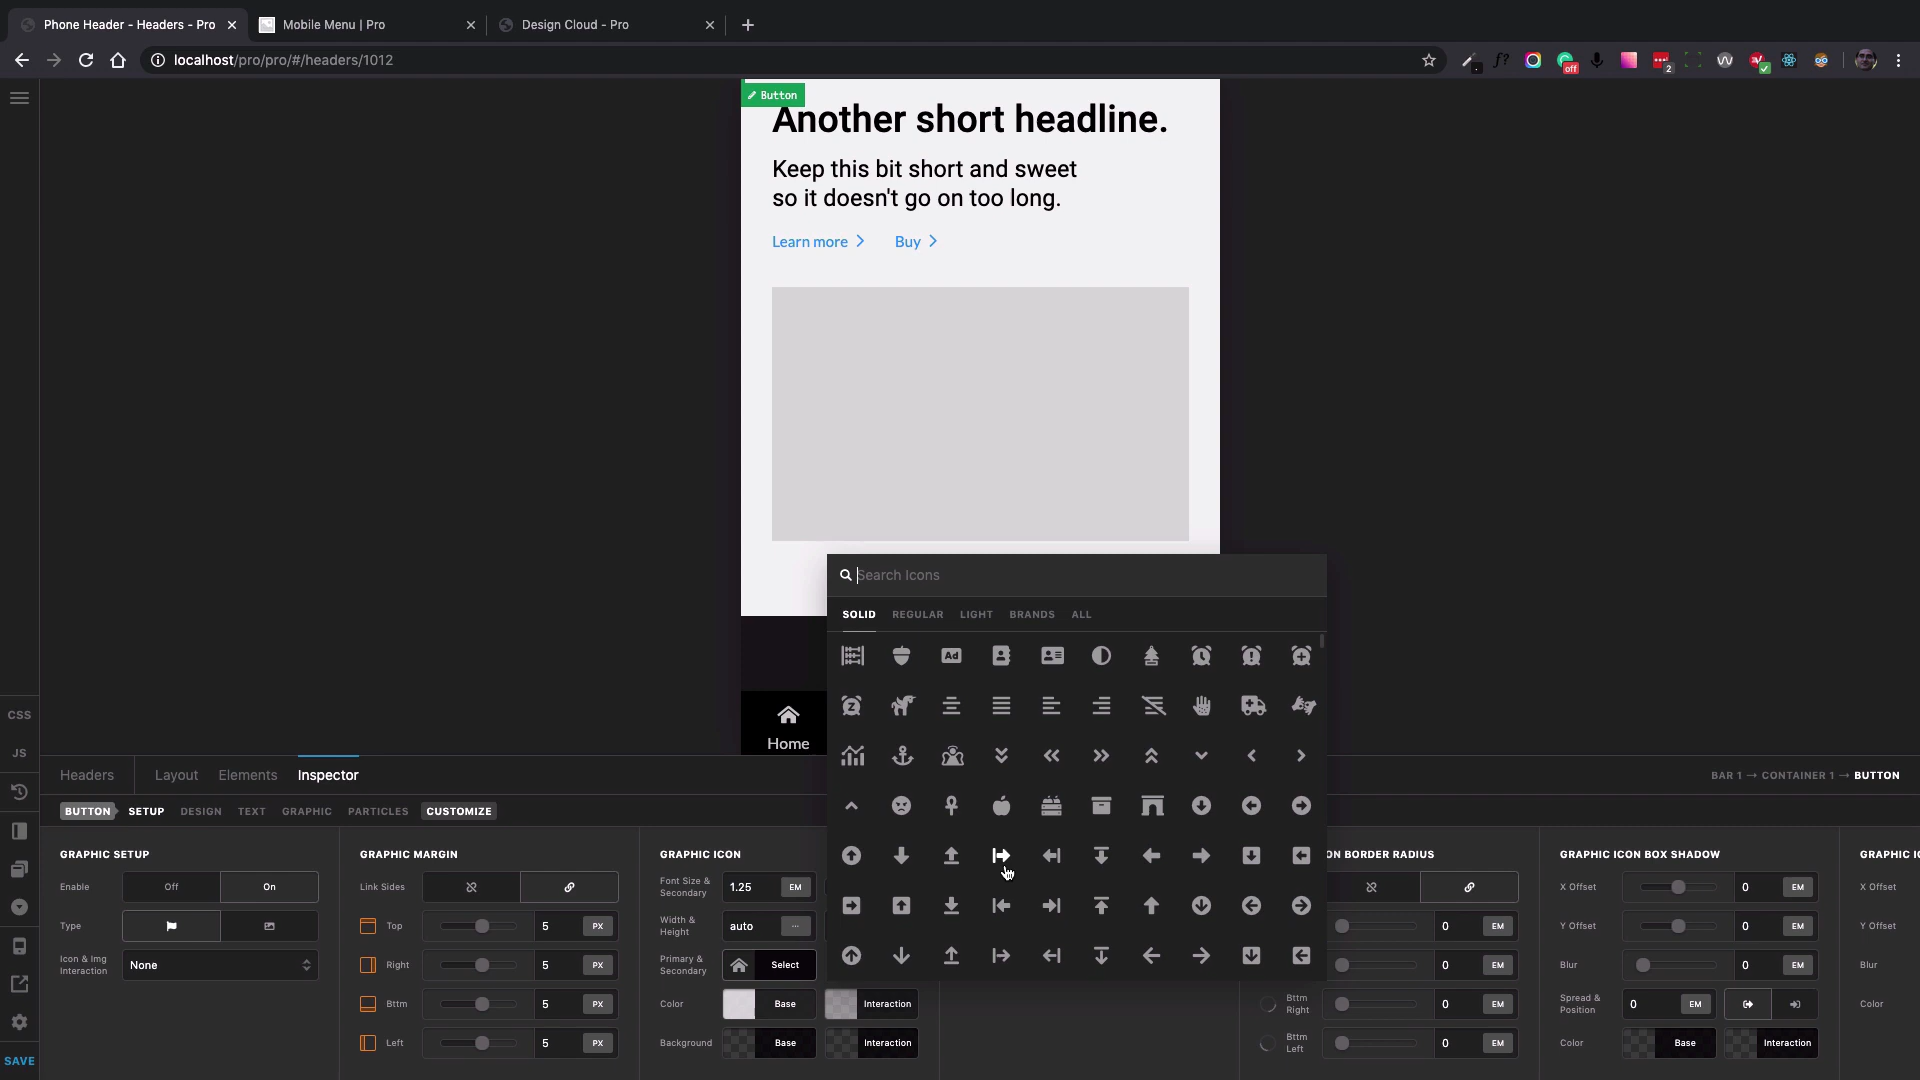 Phone Header - Headers - Pro
Mobile Menu | Pro
Design Cloud - Pro
localhost/pro/pro/#/headers/1012
f?
off
2
Button
Another short headline.
Keep this bit short and sweet
so it doesn't go on too long.
Learn more
Buy
Search Icons
SOLID REGULAR LIGHT BRANDS ALL
Ad
Home
CSS
JS
SAVE
Headers Layout Elements Inspector
BAR 1 → CONTAINER 1 → BUTTON
BUTTON SETUP DESIGN TEXT GRAPHIC PARTICLES CUSTOMIZE
GRAPHIC SETUP
Enable Off On
Type
Icon & Img
Interaction
None
GRAPHIC MARGIN
Link Sides
Top 5 PX
Right 5 PX
Bttm 5 PX
Left 5 PX
GRAPHIC ICON
Font Size &
Secondary
1.25 EM
Width &
Height
auto ...
Primary &
Secondary
Select
Color Base Interaction
Background Base Interaction
ON BORDER RADIUS
0 EM
0 EM
Bttm
Right
0 EM
Bttm
Left
0 EM
0 EM
GRAPHIC ICON BOX SHADOW
X Offset 0 EM
Y Offset 0 EM
Blur 0 EM
Spread &
Position
0 EM
Color Base Interaction
GRAPHIC IC
X Offset
Y Offset
Blur
Color